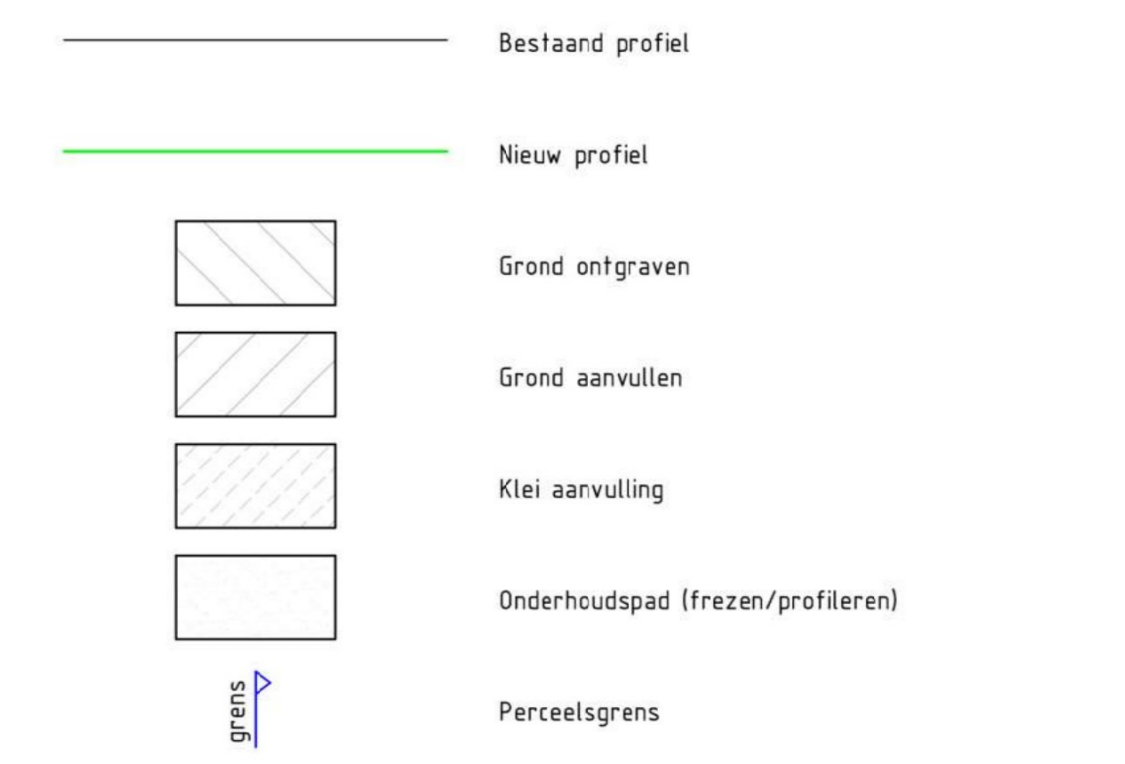 Bestaand profiel
Nieuw profiel
Grond ontgraven
Grond aanvullen
Klei aanvulling
Onderhoudspad (frezen/profileren)
grens
Perceelsgrens